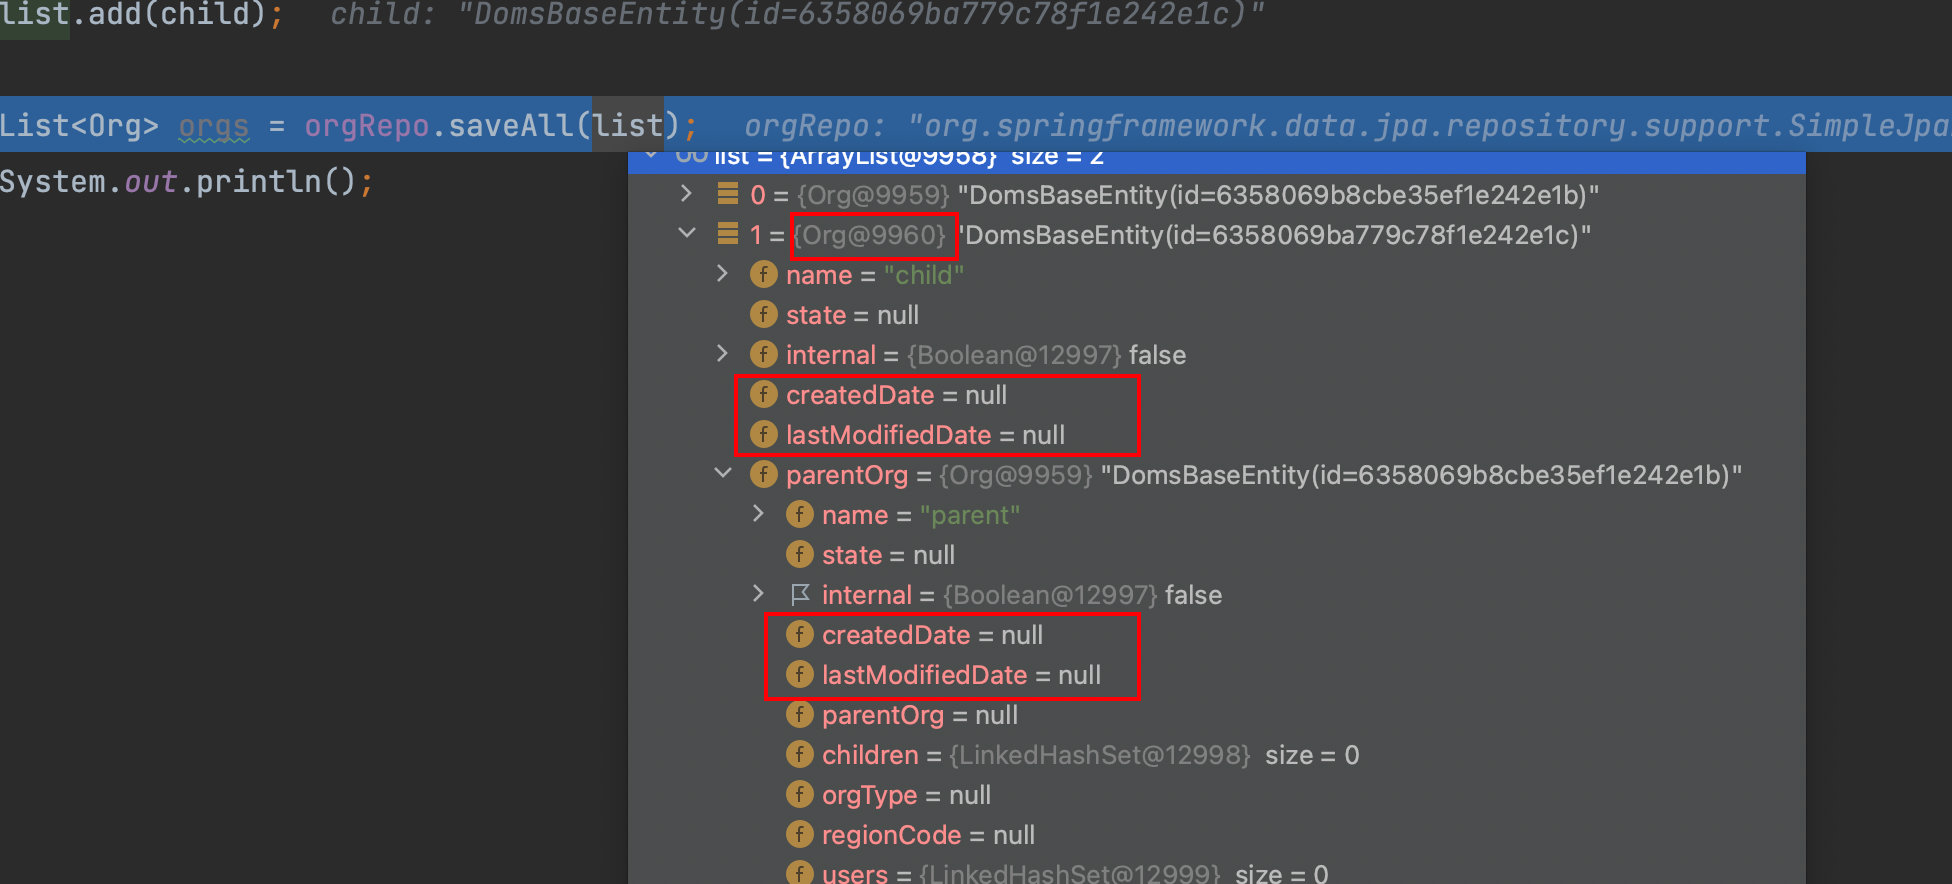 list.add(child);   child: "DomsBaseEntity(id=6358069ba779c78f1e242e1c)"
List<Org> orgs = orgRepo.saveAll(list);   orgRepo: "org.springframework.data.jpa.repository.support.SimpleJpa
System.out.println();
list = {ArrayList@9958} size = 2
0 = {Org@9959} "DomsBaseEntity(id=6358069b8cbe35ef1e242e1b)"
1 = {Org@9960} "DomsBaseEntity(id=6358069ba779c78f1e242e1c)"
f name = "child"
f state = null
f internal = {Boolean@12997} false
f createdDate = null
f lastModifiedDate = null
f parentOrg = {Org@9959} "DomsBaseEntity(id=6358069b8cbe35ef1e242e1b)"
f name = "parent"
f state = null
internal = {Boolean@12997} false
f createdDate = null
f lastModifiedDate = null
f parentOrg = null
f children = {LinkedHashSet@12998} size = 0
f orgType = null
f regionCode = null
f users = {LinkedHashSet@12999} size = 0